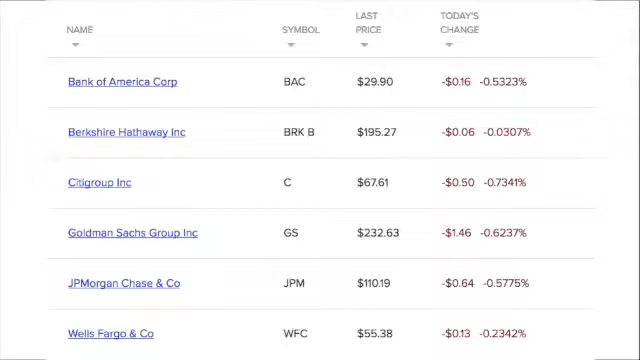 NAME SYMBOL LAST PRICE TODAY'S CHANGE
Bank of America Corp BAC $29.90 -$0.16 -0.5323%
Berkshire Hathaway Inc BRK B $195.27 -$0.06 -0.0307%
Citigroup Inc C $67.61 -$0.50 -0.7341%
Goldman Sachs Group Inc GS $232.63 -$1.46 -0.6237%
JPMorgan Chase & Co JPM $110.19 -$0.64 -0.5775%
Wells Fargo & Co WFC $55.38 -$0.13 -0.2342%